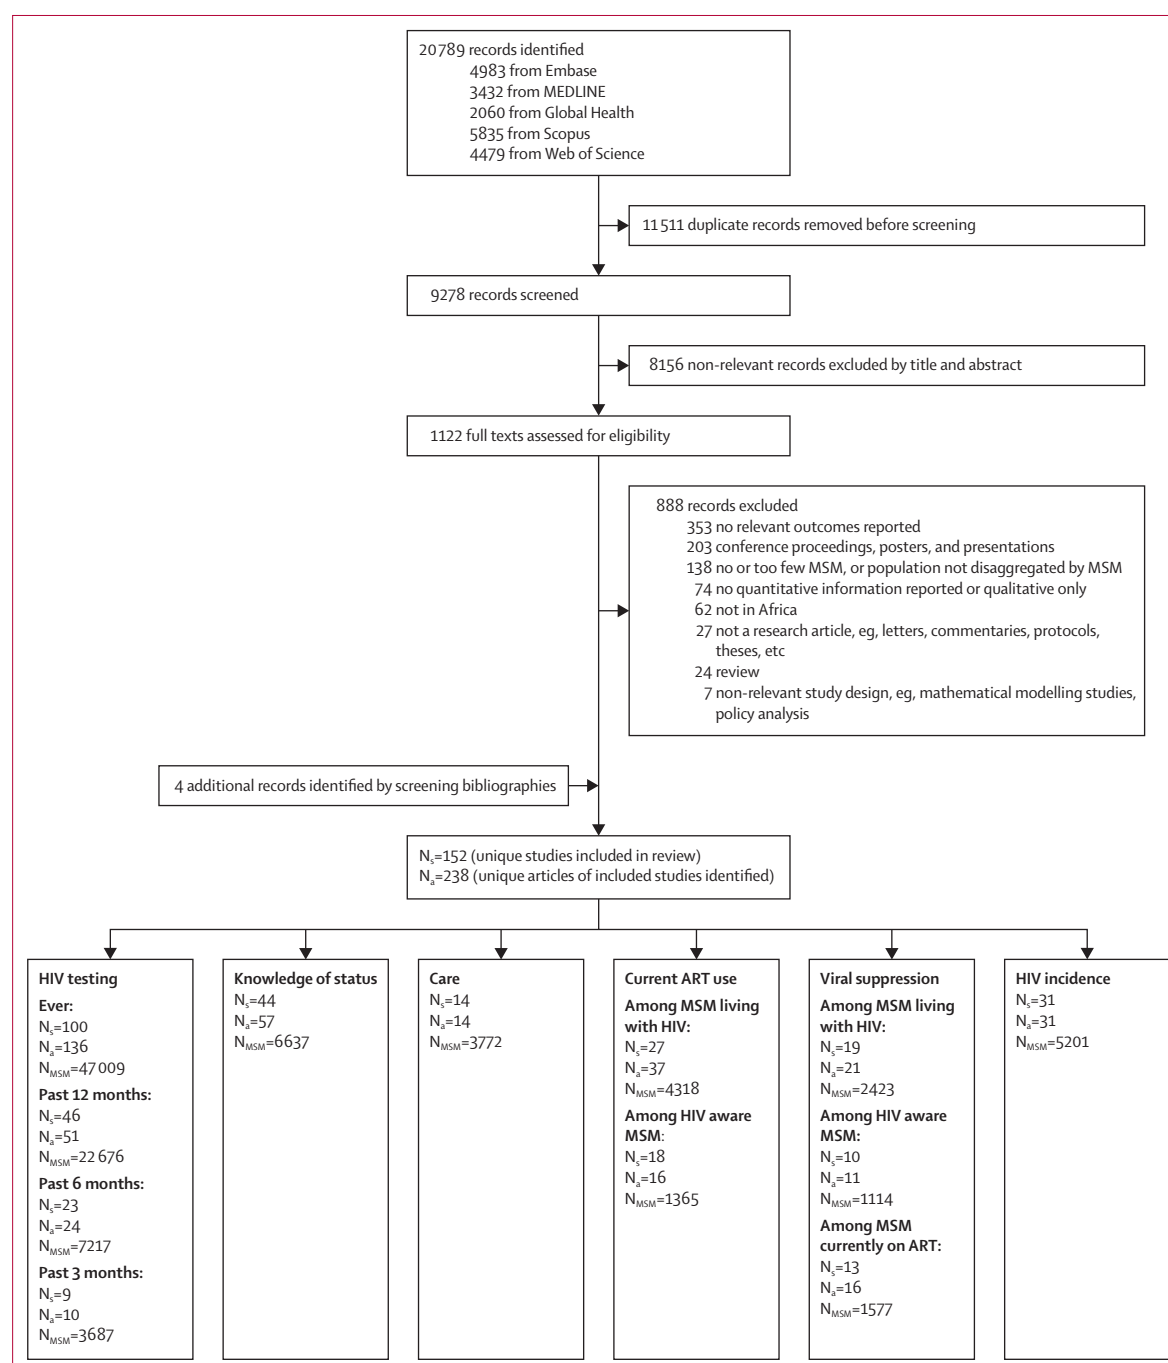 20789 records identified
4983 from Embase
3432 from MEDLINE
2060 from Global Health
5835 from Scopus
4479 from Web of Science
11511 duplicate records removed before screening
9278 records screened
8156 non-relevant records excluded by title and abstract
1122 full texts assessed for eligibility
888 records excluded
353 no relevant outcomes reported
203 conference proceedings, posters, and presentations
138 no or too few MSM, or population not disaggregated by MSM
74 no quantitative information reported or qualitative only
62 not in Africa
27 not a research article, eg, letters, commentaries, protocols,
theses, etc
24 review
7 non-relevant study design, eg, mathematical modelling studies,
policy analysis
4 additional records identified by screening bibliographies
Ns=152 (unique studies included in review)
Na=238 (unique articles of included studies identified)
HIV testing
Ever:
Ns=100
Na=136
NMSM=47009
Past 12 months:
Ns=46
Na=51
NMSM=22676
Past 6 months:
Ns=23
Na=24
NMSM=7217
Past 3 months:
Ns=9
Na=10
NMSM=3687
Knowledge of status
Ns=44
Na=57
NMSM=6637
Care
Ns=14
Na=14
NMSM=3772
Current ART use
Among MSM living
with HIV:
Ns=27
Na=37
NMSM=4318
Among HIV aware
MSM:
Ns=18
Na=16
NMSM=1365
Viral suppression
Among MSM living
with HIV:
Ns=19
Na=21
NMSM=2423
Among HIV aware
MSM:
Ns=10
Na=11
NMSM=1114
Among MSM
currently on ART:
Ns=13
Na=16
NMSM=1577
HIV incidence
Ns=31
Na=31
NMSM=5201